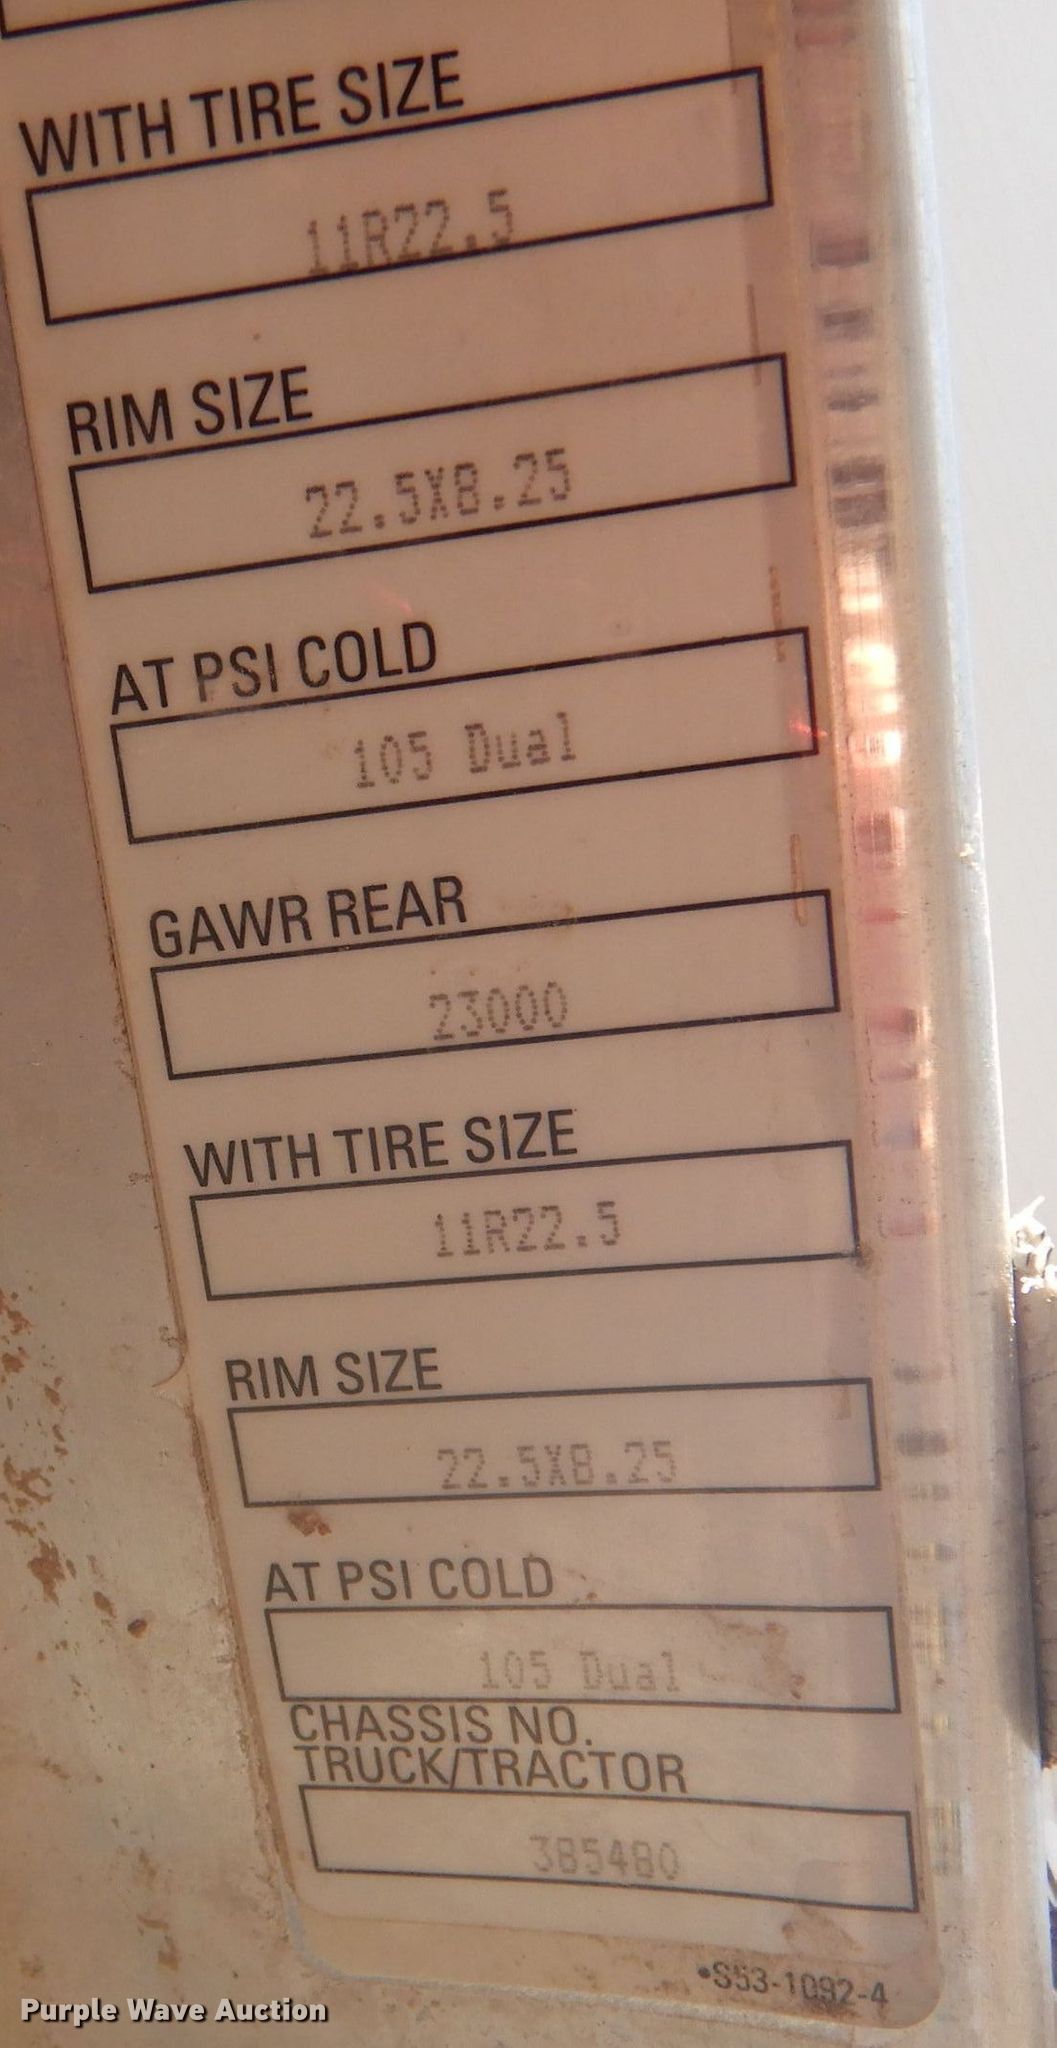 WITH TIRE SIZE
11R22.5
RIM SIZE
22.5X8.25
AT PSI COLD
105 Dual
GAWR REAR
23000
WITH TIRE SIZE
11R22.5
RIM SIZE
22.5X8.25
AT PSI COLD
105 Dual
CHASSIS NO.
TRUCK/TRACTOR
385480
•S53-1092-4
Purple Wave Auction